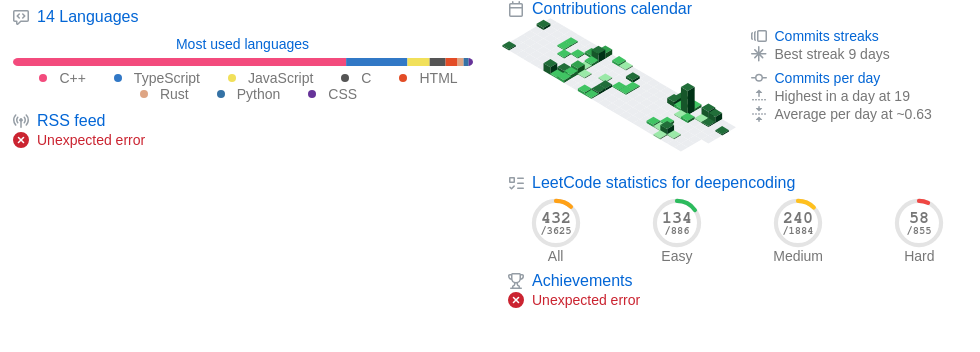 14 Languages
Most used languages
C++ TypeScript JavaScript C HTML
Rust Python CSS
RSS feed
Unexpected error
Contributions calendar
Commits streaks
Best streak 9 days
Commits per day
Highest in a day at 19
Average per day at ~0.63
LeetCode statistics for deepencoding
432 134 240 58
/3625 /886 /1884 /855
All Easy Medium Hard
Achievements
Unexpected error